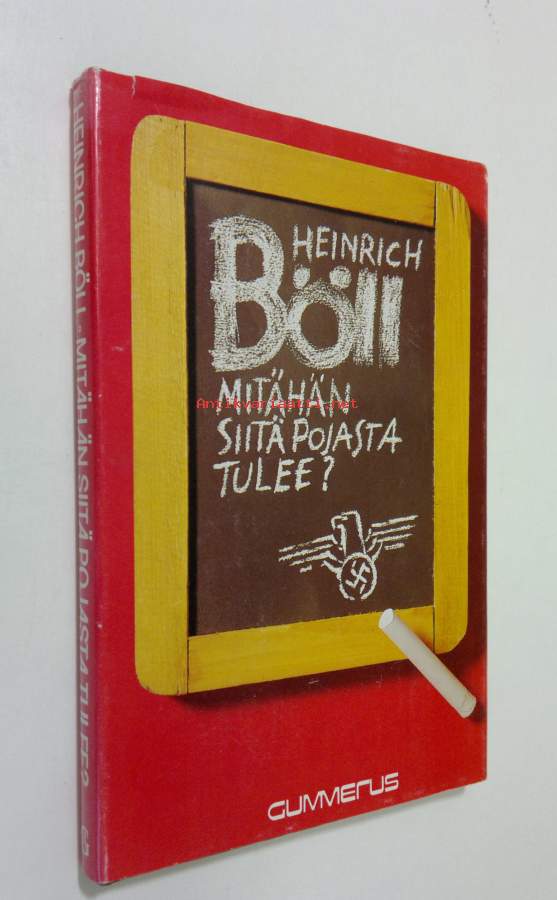 HEINRICH
BÖll
MITÄHÄN
SIITÄ POJASTA
TULEE?
GUMMERUS
HEINRICH BÖLL • MITÄHÄN SIITÄ POJASTA TULEE?
Antikvariaatti.net